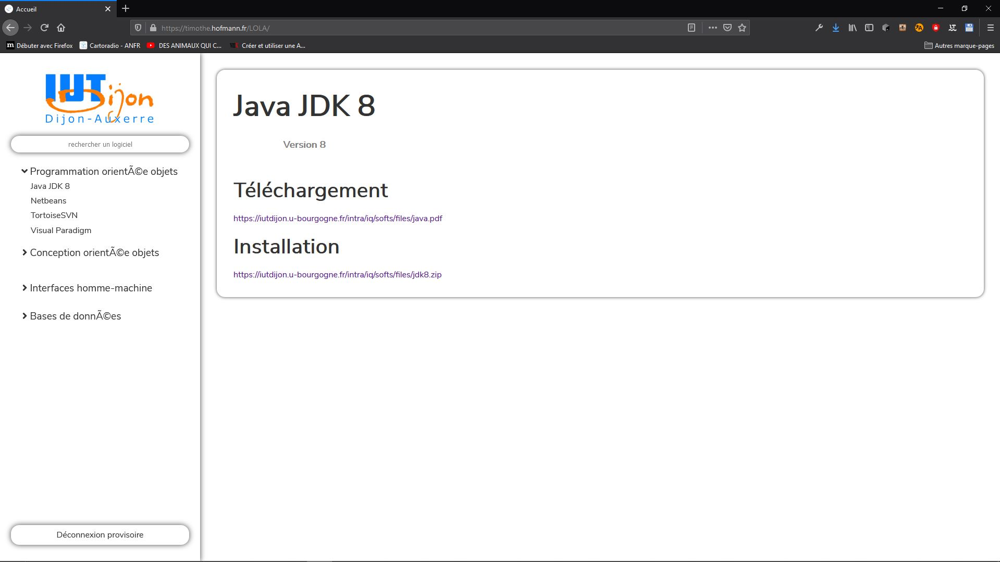 Accueil
https://timothe.hofmann.fr/LOLA/
Débuter avec Firefox
Cartoradio - ANFR
DES ANIMAUX QUI C...
Créer et utiliser une A...
Autres marque-pages
IUT Dijon
Dijon-Auxerre
rechercher un logiciel
Programmation orientÃ©e objets
Java JDK 8
Netbeans
TortoiseSVN
Visual Paradigm
Conception orientÃ©e objets
Interfaces homme-machine
Bases de donnÃ©es
Déconnexion provisoire
Java JDK 8
Version 8
Téléchargement
https://iutdijon.u-bourgogne.fr/intra/iq/softs/files/java.pdf
Installation
https://iutdijon.u-bourgogne.fr/intra/iq/softs/files/jdk8.zip